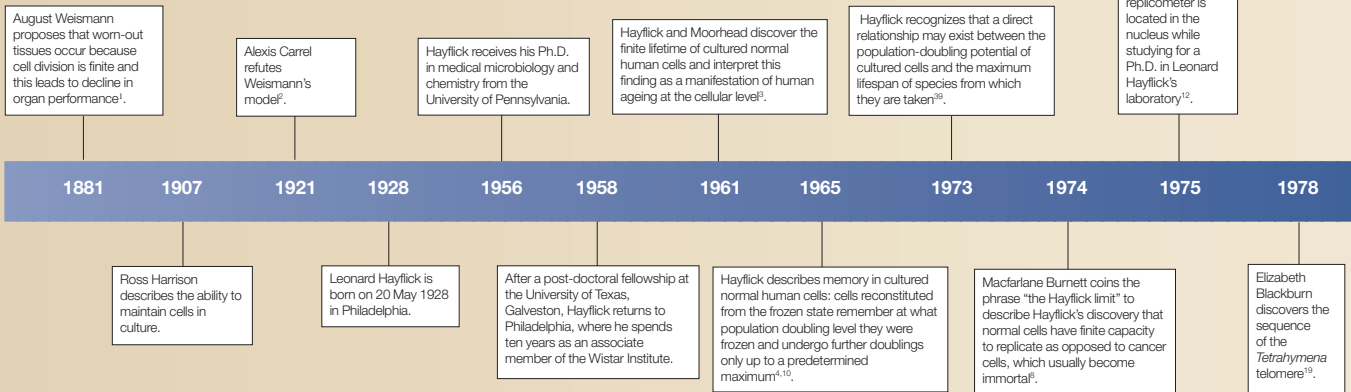 August Weismann
proposes that worn-out
tissues occur because
cell division is finite and
this leads to decline in
organ performance¹.
Alexis Carrel
refutes
Weismann's
model².
Hayflick receives his Ph.D.
in medical microbiology and
chemistry from the
University of Pennsylvania.
Hayflick and Moorhead discover the
finite lifetime of cultured normal
human cells and interpret this
finding as a manifestation of human
ageing at the cellular level³.
Hayflick recognizes that a direct
relationship may exist between the
population-doubling potential of
cultured cells and the maximum
lifespan of species from which
they are taken³⁹.
replicometer is
located in the
nucleus while
studying for a
Ph.D. in Leonard
Hayflick's
laboratory¹².
1881 1907 1921 1928 1956 1958 1961 1965 1973 1974 1975 1978
Ross Harrison
describes the ability to
maintain cells in
culture.
Leonard Hayflick is
born on 20 May 1928
in Philadelphia.
After a post-doctoral fellowship at
the University of Texas,
Galveston, Hayflick returns to
Philadelphia, where he spends
ten years as an associate
member of the Wistar Institute.
Hayflick describes memory in cultured
normal human cells: cells reconstituted
from the frozen state remember at what
population doubling level they were
frozen and undergo further doublings
only up to a predetermined
maximum⁴,¹⁰.
Macfarlane Burnett coins the
phrase “the Hayflick limit” to
describe Hayflick's discovery that
normal cells have finite capacity
to replicate as opposed to cancer
cells, which usually become
immortal⁸.
Elizabeth
Blackburn
discovers the
sequence
of the
Tetrahymena
telomere¹⁹.